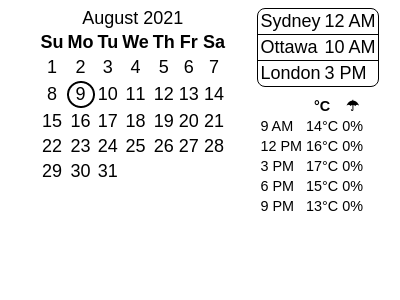 August 2021
Su Mo Tu We Th Fr Sa
1 2 3 4 5 6 7
8 9 10 11 12 13 14
15 16 17 18 19 20 21
22 23 24 25 26 27 28
29 30 31
Sydney 12 AM
Ottawa 10 AM
London 3 PM
°C ☂
9 AM 14°C 0%
12 PM 16°C 0%
3 PM 17°C 0%
6 PM 15°C 0%
9 PM 13°C 0%